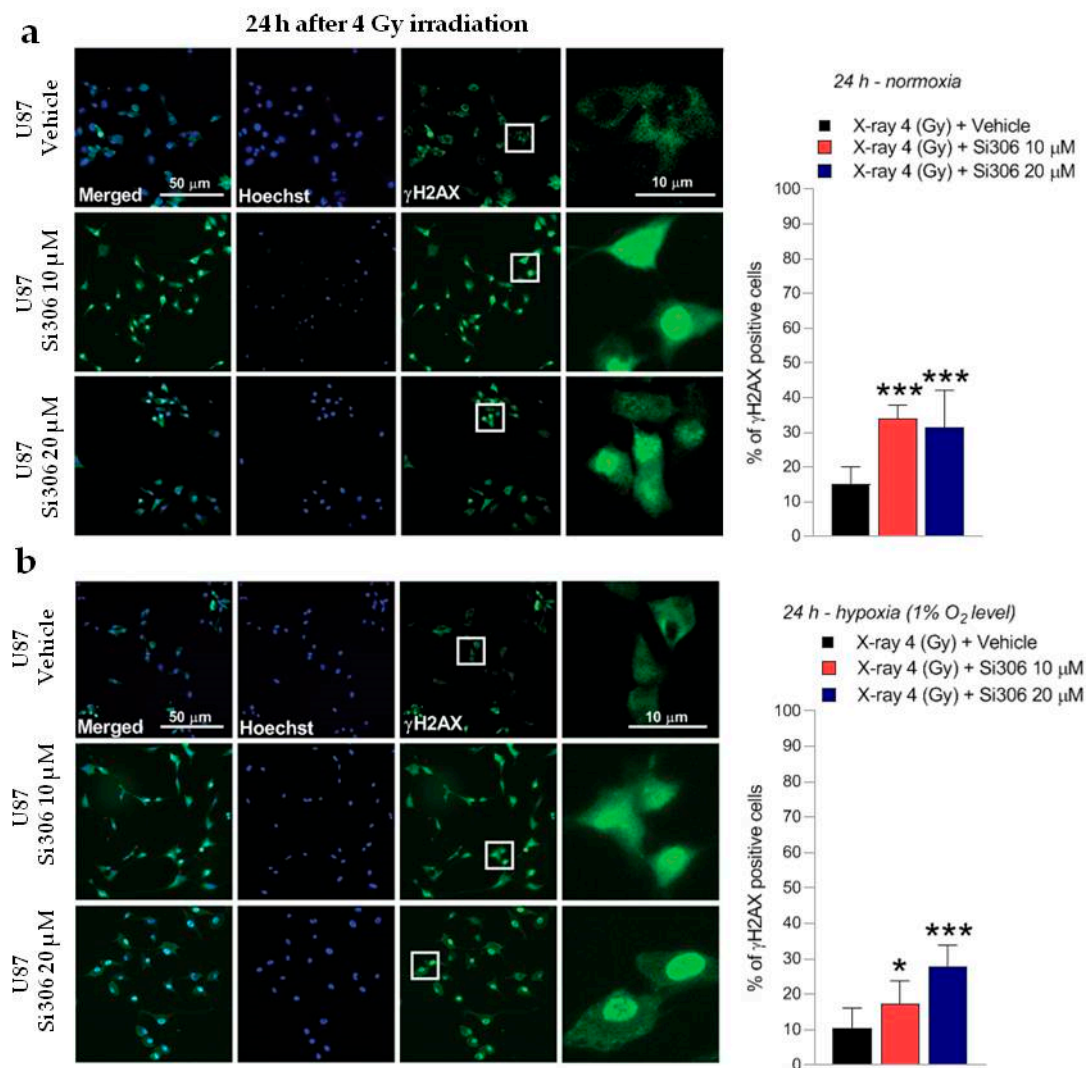 24 h after 4 Gy irradiation
a
U87
Vehicle
Merged
50 μm
Hoechst
γH2AX
10 μm
U87
Si306 10 μM
U87
Si306 20 μM
24 h - normoxia
X-ray 4 (Gy) + Vehicle
X-ray 4 (Gy) + Si306 10 μM
X-ray 4 (Gy) + Si306 20 μM
% of γH2AX positive cells
100
90
80
70
60
50
40
30
20
10
0
***
***
b
U87
Vehicle
Merged
50 μm
Hoechst
γH2AX
10 μm
U87
Si306 10 μM
U87
Si306 20 μM
24 h - hypoxia (1% O₂ level)
X-ray 4 (Gy) + Vehicle
X-ray 4 (Gy) + Si306 10 μM
X-ray 4 (Gy) + Si306 20 μM
% of γH2AX positive cells
100
90
80
70
60
50
40
30
20
10
0
*
***